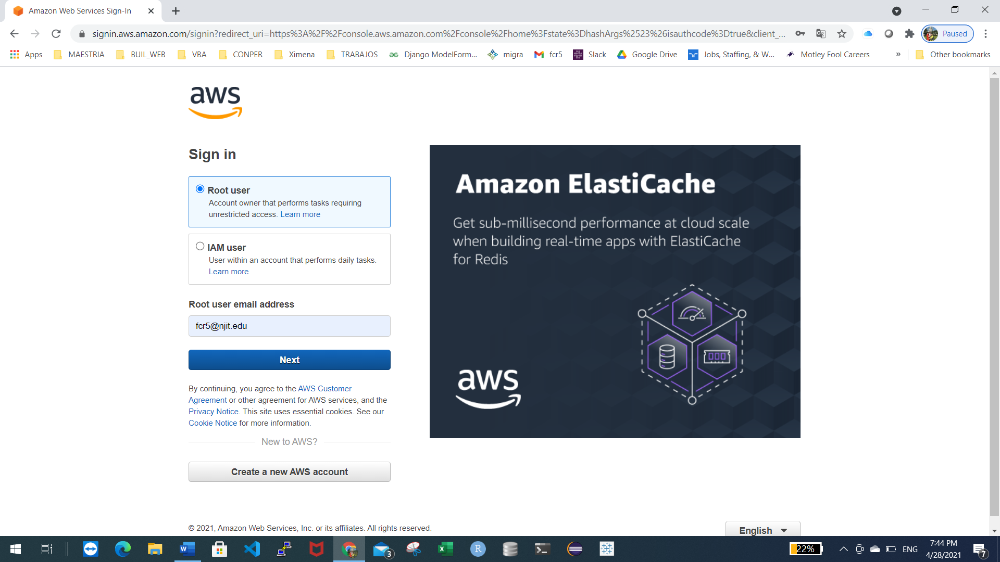 Amazon Web Services Sign-In
signin.aws.amazon.com/signin?redirect_uri=https%3A%2F%2Fconsole.aws.amazon.com%2Fconsole%2Fhome%3Fstate%3DhashArgs%2523%26isauthcode%3Dtrue&client_...
Paused
Apps MAESTRIA BUIL_WEB VBA CONPER Ximena TRABAJOS Django ModelForm... migra fcr5 Slack Google Drive Jobs, Staffing, & W... Motley Fool Careers » Other bookmarks
aws
Sign in
Root user
Account owner that performs tasks requiring
unrestricted access. Learn more
IAM user
User within an account that performs daily tasks.
Learn more
Root user email address
fcr5@njit.edu
Next
By continuing, you agree to the AWS Customer
Agreement or other agreement for AWS services, and the
Privacy Notice. This site uses essential cookies. See our
Cookie Notice for more information.
New to AWS?
Create a new AWS account
Amazon ElastiCache
Get sub-millisecond performance at cloud scale
when building real-time apps with ElastiCache
for Redis
aws
© 2021, Amazon Web Services, Inc. or its affiliates. All rights reserved.
English
3
22%
ENG
7:44 PM
4/28/2021
7